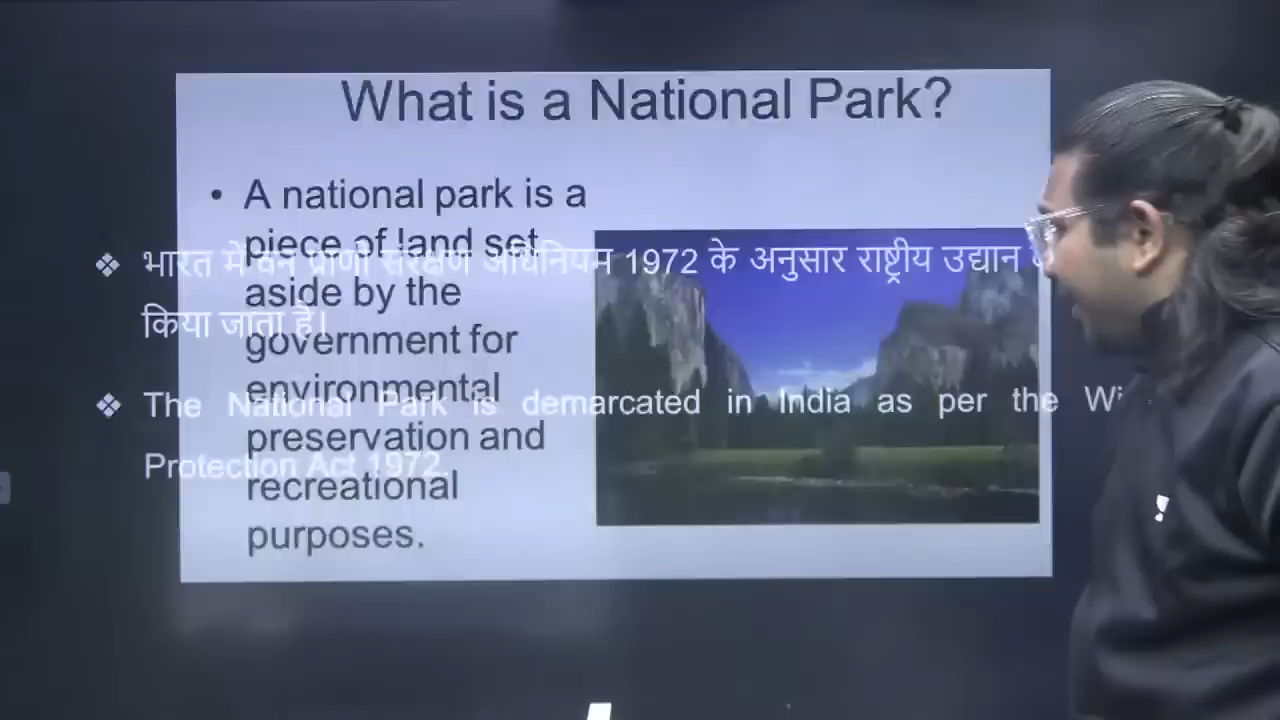 What is a National Park?
• A national park is a
piece of land set
aside by the
government for
environmental
preservation and
recreational
purposes.
❖ भारत में वन प्राणी संरक्षण अधिनियम 1972 के अनुसार राष्ट्रीय उद्यान
किया जाता है।
❖ The National Park is demarcated in India as per the
Protection Act 1972.